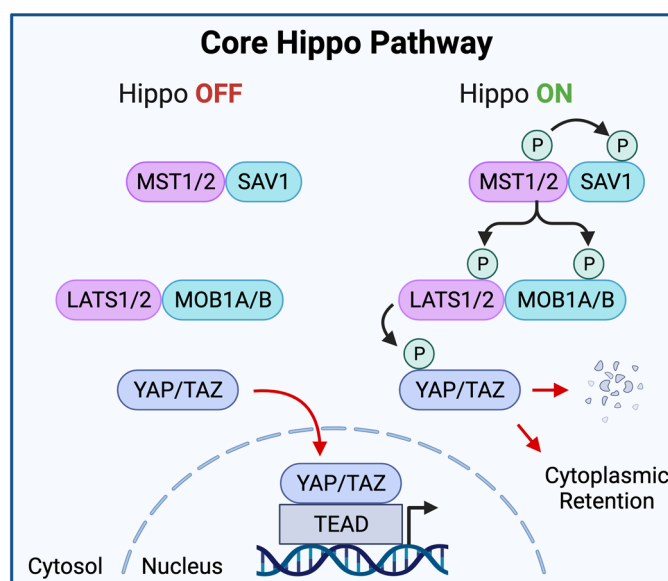 Core Hippo Pathway
Hippo OFF
Hippo ON
P
P
MST1/2
SAV1
MST1/2
SAV1
P
P
LATS1/2
MOB1A/B
LATS1/2
MOB1A/B
P
YAP/TAZ
YAP/TAZ
YAP/TAZ
TEAD
Cytoplasmic
Retention
Cytosol
Nucleus